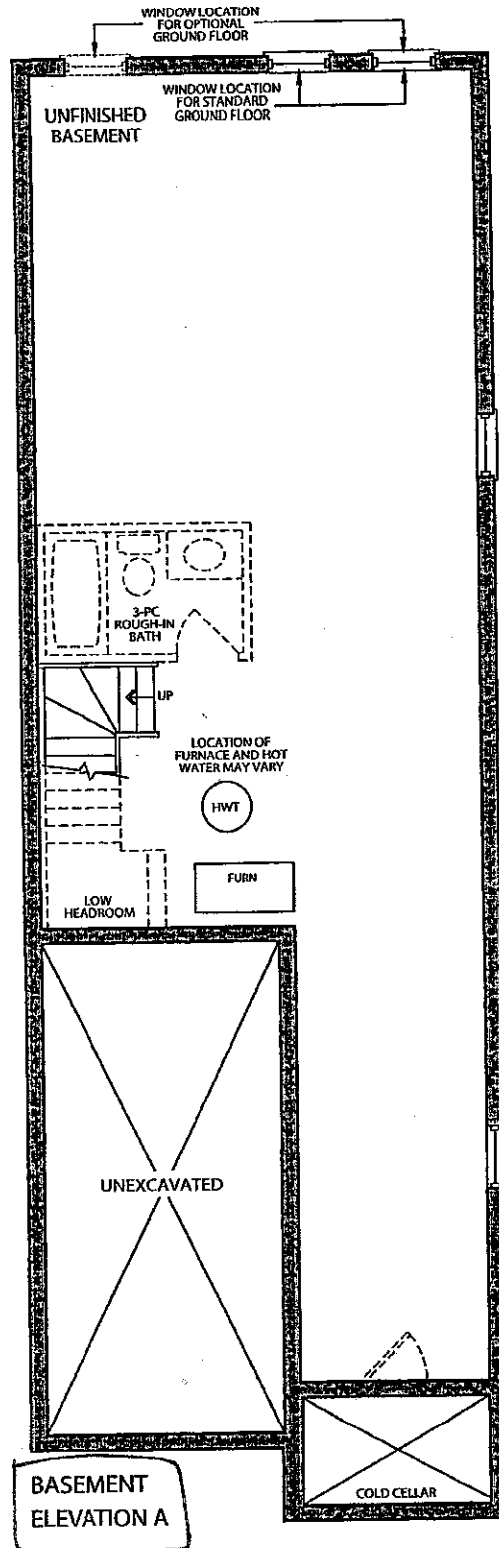 WINDOW LOCATION
FOR OPTIONAL
GROUND FLOOR
WINDOW LOCATION
FOR STANDARD
GROUND FLOOR
UNFINISHED
BASEMENT
3-PC
ROUGH-IN
BATH
UP
LOCATION OF
FURNACE AND HOT
WATER MAY VARY
HWT
FURN
LOW
HEADROOM
UNEXCAVATED
COLD CELLAR
BASEMENT
ELEVATION A